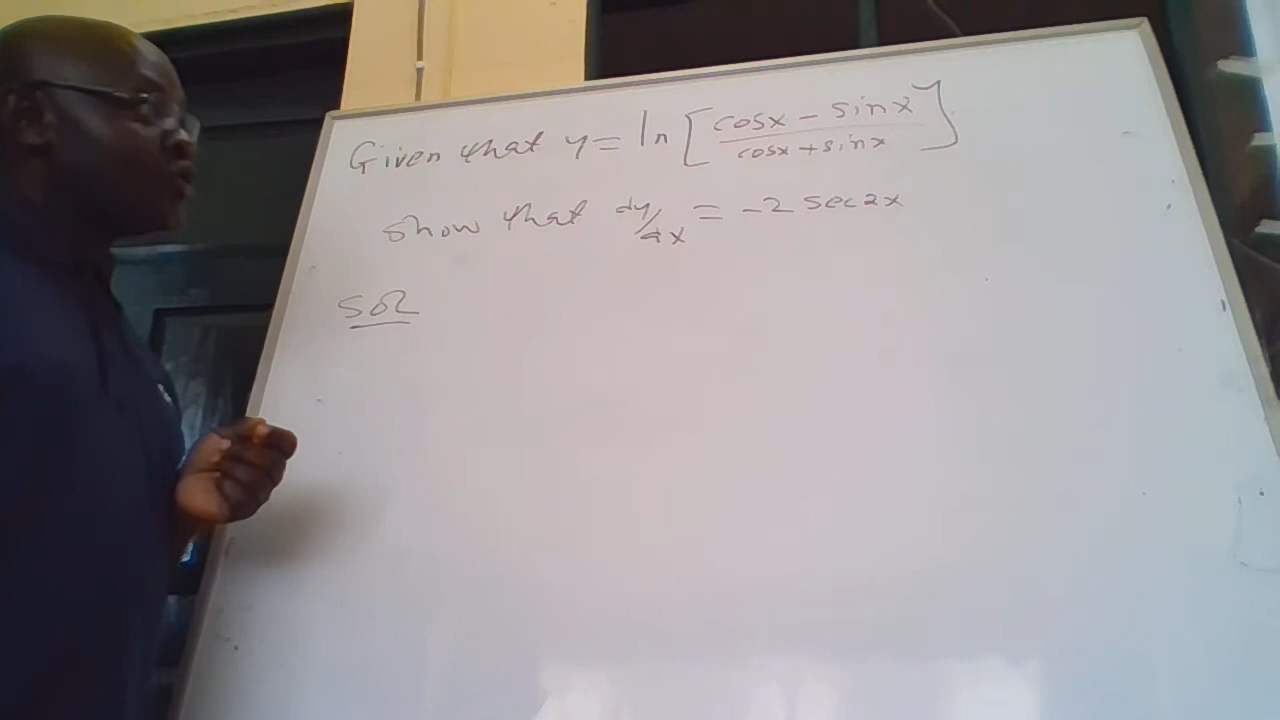 Given that y = ln [cosx - sinx / cosx + sinx]
show that dy/dx = -2 sec2x
Sol